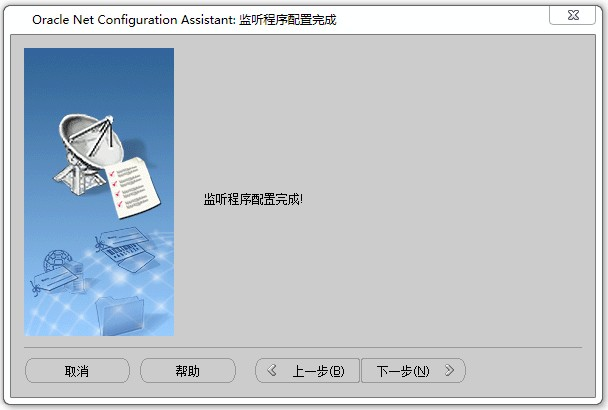 Oracle Net Configuration Assistant: 监听程序配置完成
监听程序配置完成!
取消
帮助
上一步(B)
下一步(N)